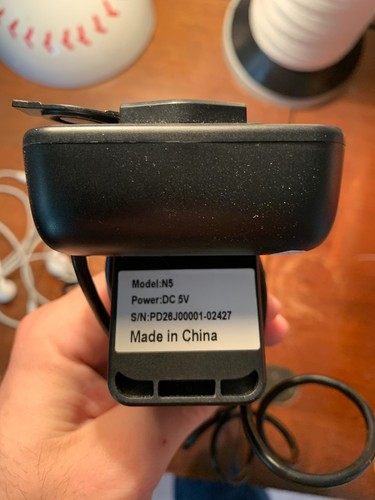 Model:N5
Power:DC 5V
S/N:PD26J00001-02427
Made in China